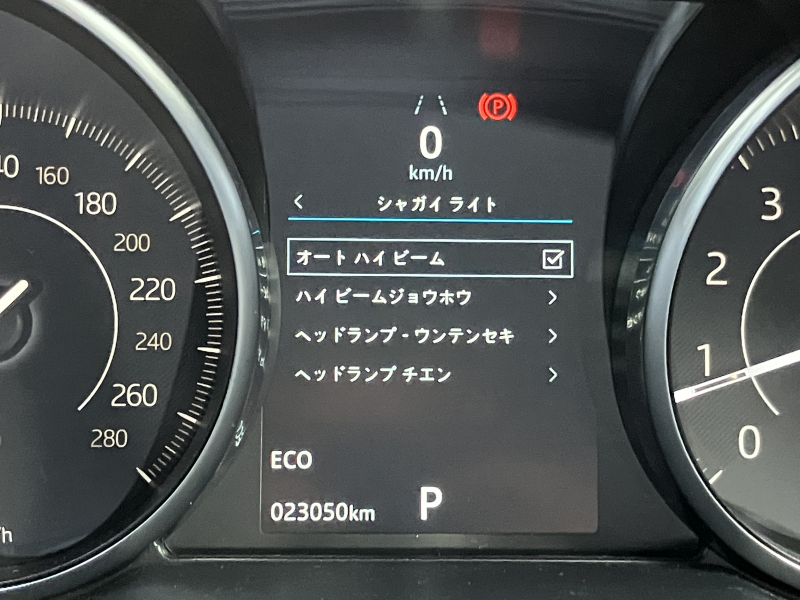 0
km/h
シャガイ ライト
オート ハイ ビーム
ハイ ビームジョウホウ
ヘッドランプ - ウンテンセキ
ヘッドランプ チエン
ECO
023050km
P
160
180
200
220
240
260
280
3
2
1
0